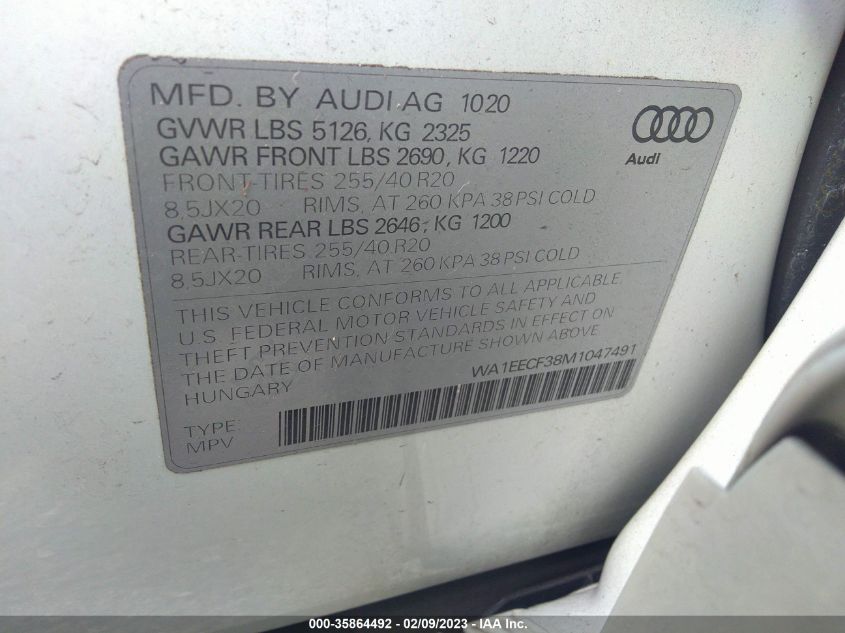 MFD. BY AUDI AG 1020
GVWR LBS 5126, KG 2325
GAWR FRONT LBS 2690, KG 1220
FRONT-TIRES 255/40 R20
8,5JX20 RIMS, AT 260 KPA 38 PSI COLD
GAWR REAR LBS 2646, KG 1200
REAR-TIRES 255/40 R20
8,5JX20 RIMS, AT 260 KPA 38 PSI COLD
Audi
THIS VEHICLE CONFORMS TO ALL APPLICABLE
U.S. FEDERAL MOTOR VEHICLE SAFETY AND
THEFT PREVENTION STANDARDS IN EFFECT ON
THE DATE OF MANUFACTURE SHOWN ABOVE
HUNGARY
WA1EECF38M1047491
TYPE:
MPV
000-35864492 - 02/09/2023 - IAA Inc.